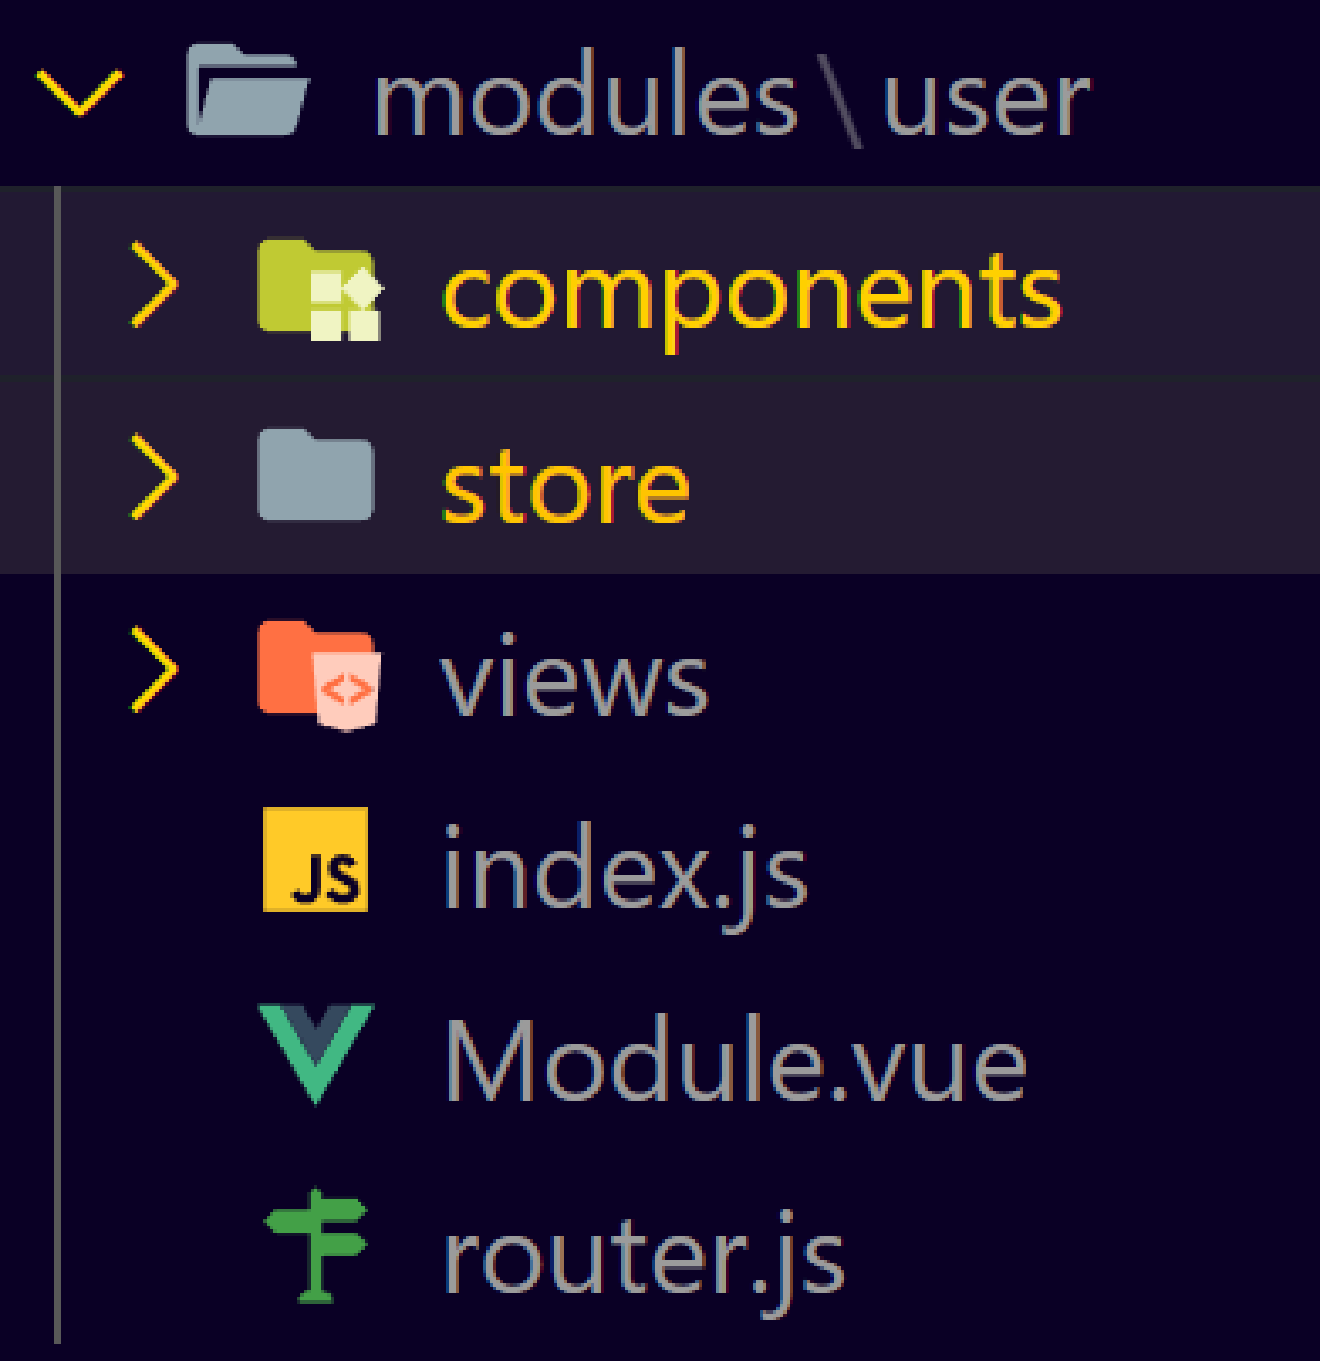 modules \ user
components
store
<>
views
JS
index.js
Module.vue
router.js